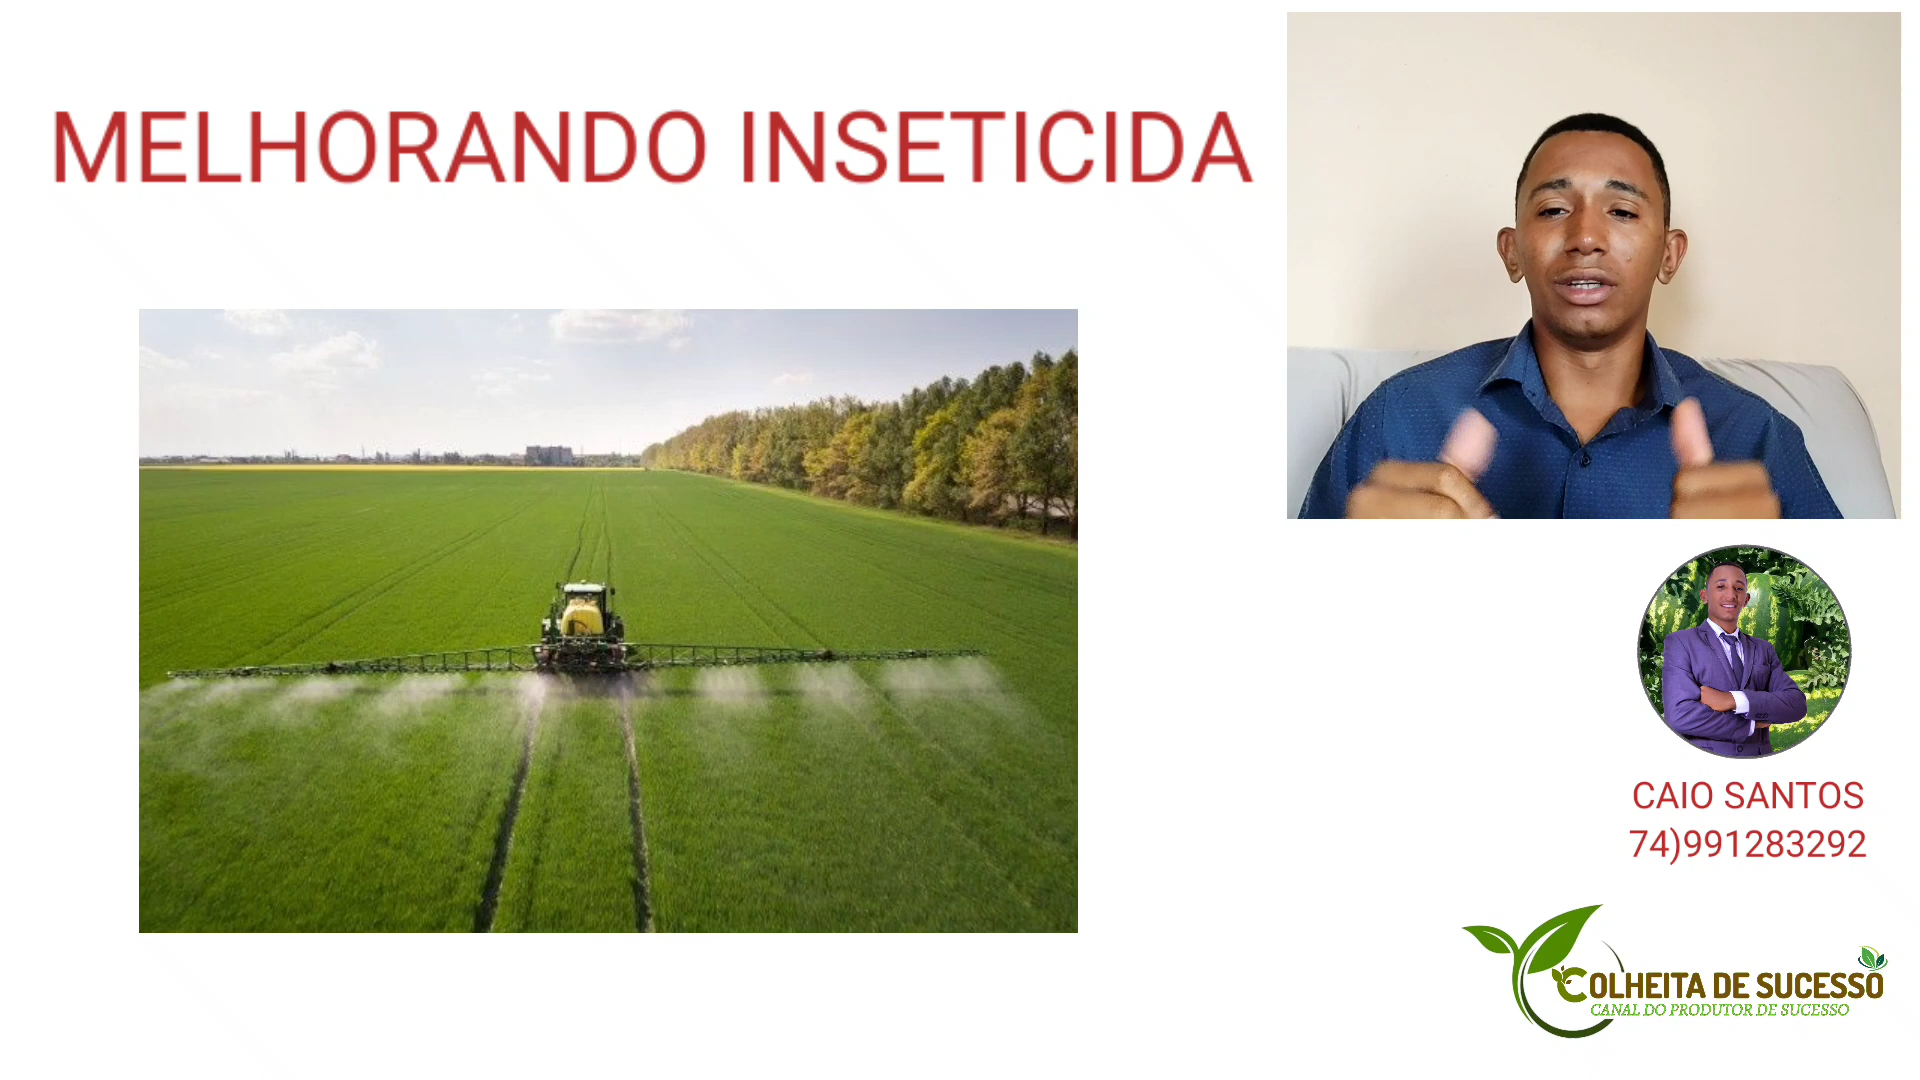 MELHORANDO INSETICIDA
CAIO SANTOS
74)991283292
COLHEITA DE SUCESSO
CANAL DO PRODUTOR DE SUCESSO